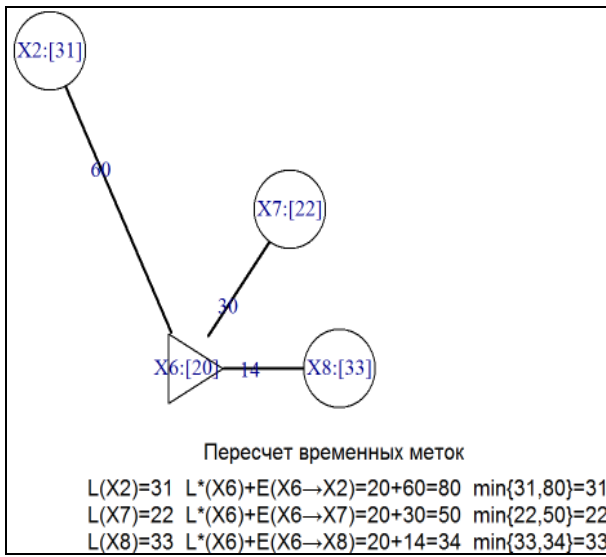 X2:[31]
60
X7:[22]
30
X6:[20]
14
X8:[33]
Пересчет временных меток
L(X2)=31 L*(X6)+E(X6→X2)=20+60=80 min{31,80}=31
L(X7)=22 L*(X6)+E(X6→X7)=20+30=50 min{22,50}=22
L(X8)=33 L*(X6)+E(X6→X8)=20+14=34 min{33,34}=33